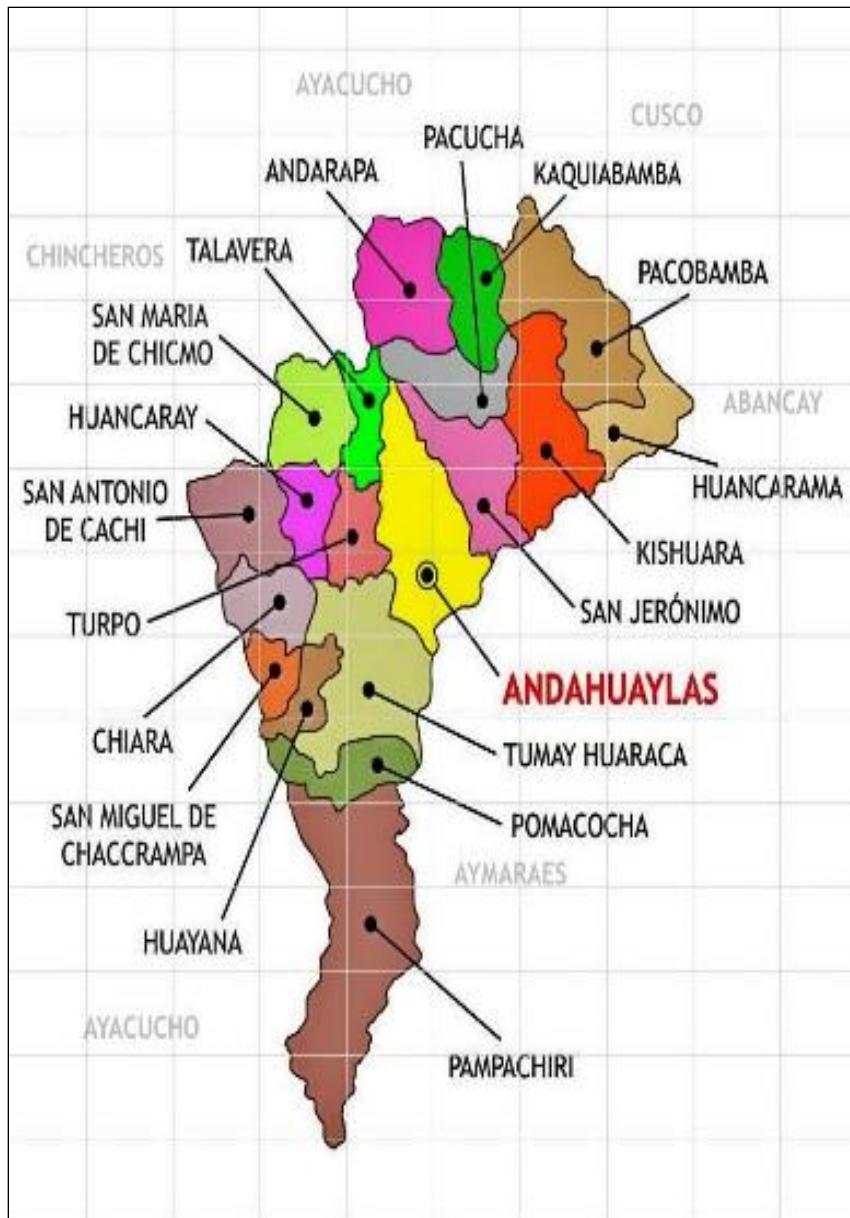 AYACUCHO
CUSCO
PACUCHA
ANDARAPA
KAQUIABAMBA
CHINCHEROS
TALAVERA
PACOBAMBA
SAN MARIA
DE CHICMO
ABANCAY
HUANCARAY
HUANCARAMA
SAN ANTONIO
DE CACHI
KISHUARA
TURPO
SAN JERÓNIMO
ANDAHUAYLAS
CHIARA
TUMAY HUARACA
SAN MIGUEL DE
CHACCRAMPA
POMACOCHA
AYMARAES
HUAYANA
AYACUCHO
PAMPACHIRI